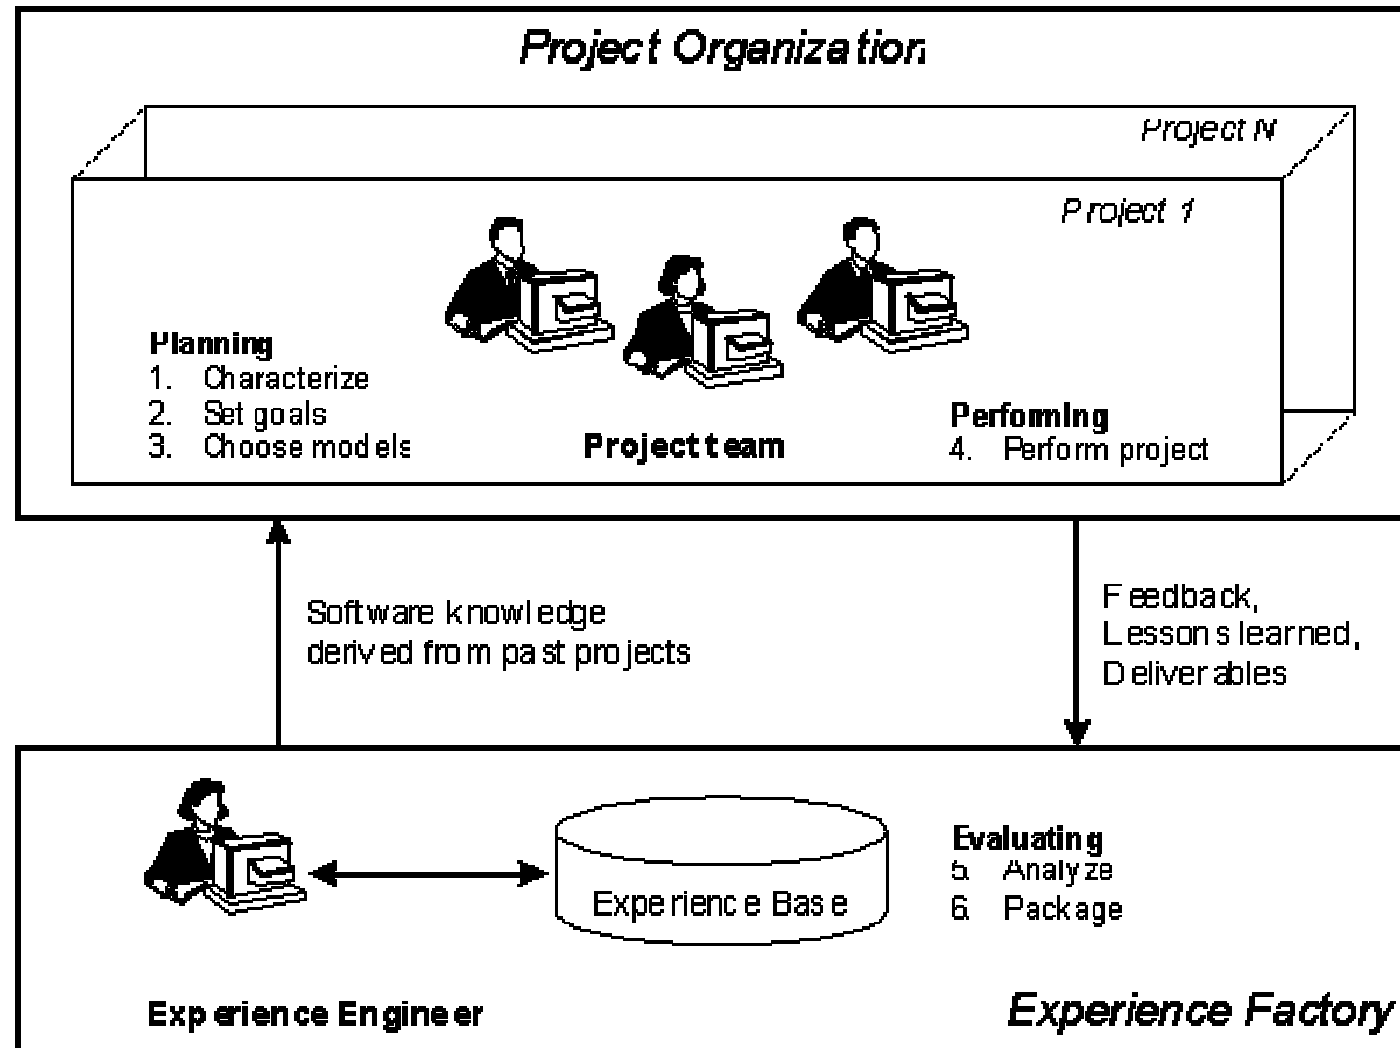 Project Organization
Project N
Project 1
Planning
1. Characterize
2. Set goals
3. Choose models
Project team
Performing
4. Perform project
Software knowledge
derived from past projects
Feedback,
Lessons learned,
Deliverables
Experience Base
Evaluating
5. Analyze
6. Package
Experience Engineer
Experience Factory